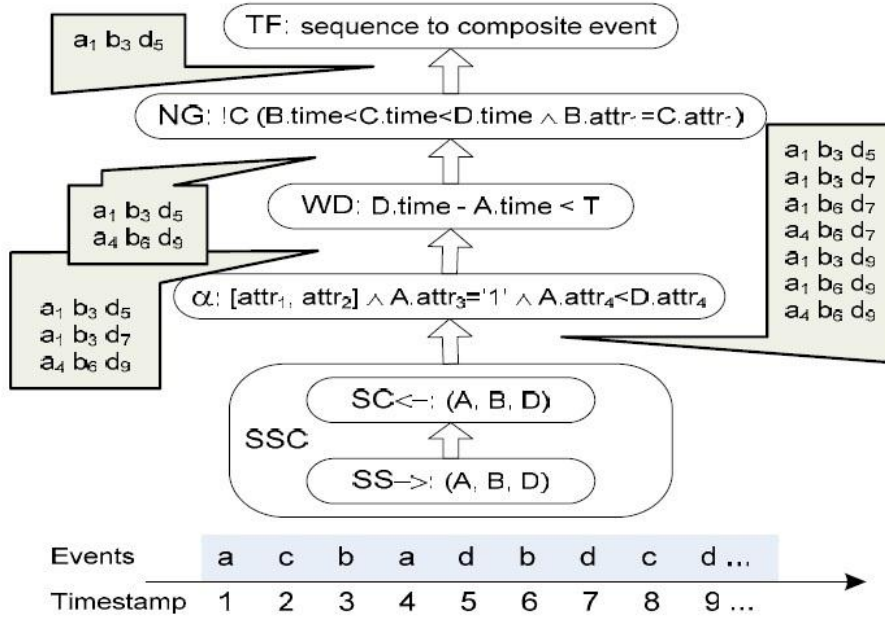 TF: sequence to composite event
a₁ b₃ d₅
NG: !C (B.time<C.time<D.time ∧ B.attr₁=C.attr₁)
a₁ b₃ d₅
a₁ b₃ d₇
a₁ b₆ d₇
a₄ b₆ d₇
a₁ b₃ d₉
a₁ b₆ d₉
a₄ b₆ d₉
WD: D.time - A.time < T
a₁ b₃ d₅
a₄ b₆ d₉
α: [attr₁, attr₂] ∧ A.attr₃='1' ∧ A.attr₄<D.attr₄
a₁ b₃ d₅
a₁ b₃ d₇
a₄ b₆ d₉
SC<–: (A, B, D)
SSC
SS–>: (A, B, D)
Events a c b a d b d c d ...
Timestamp 1 2 3 4 5 6 7 8 9 ...